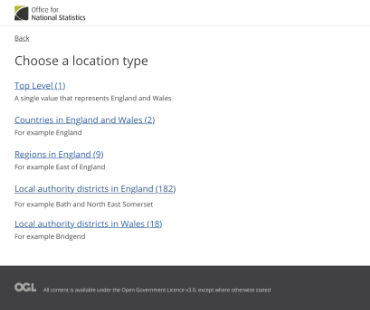 Office for
National Statistics
Back
Choose a location type
Top Level (1)
A single value that represents England and Wales
Countries in England and Wales (2)
For example England
Regions in England (9)
For example East of England
Local authority districts in England (182)
For example Bath and North East Somerset
Local authority districts in Wales (18)
For example Bridgend
OGL
All content is available under the Open Government Licence v3.0, except where otherwise stated